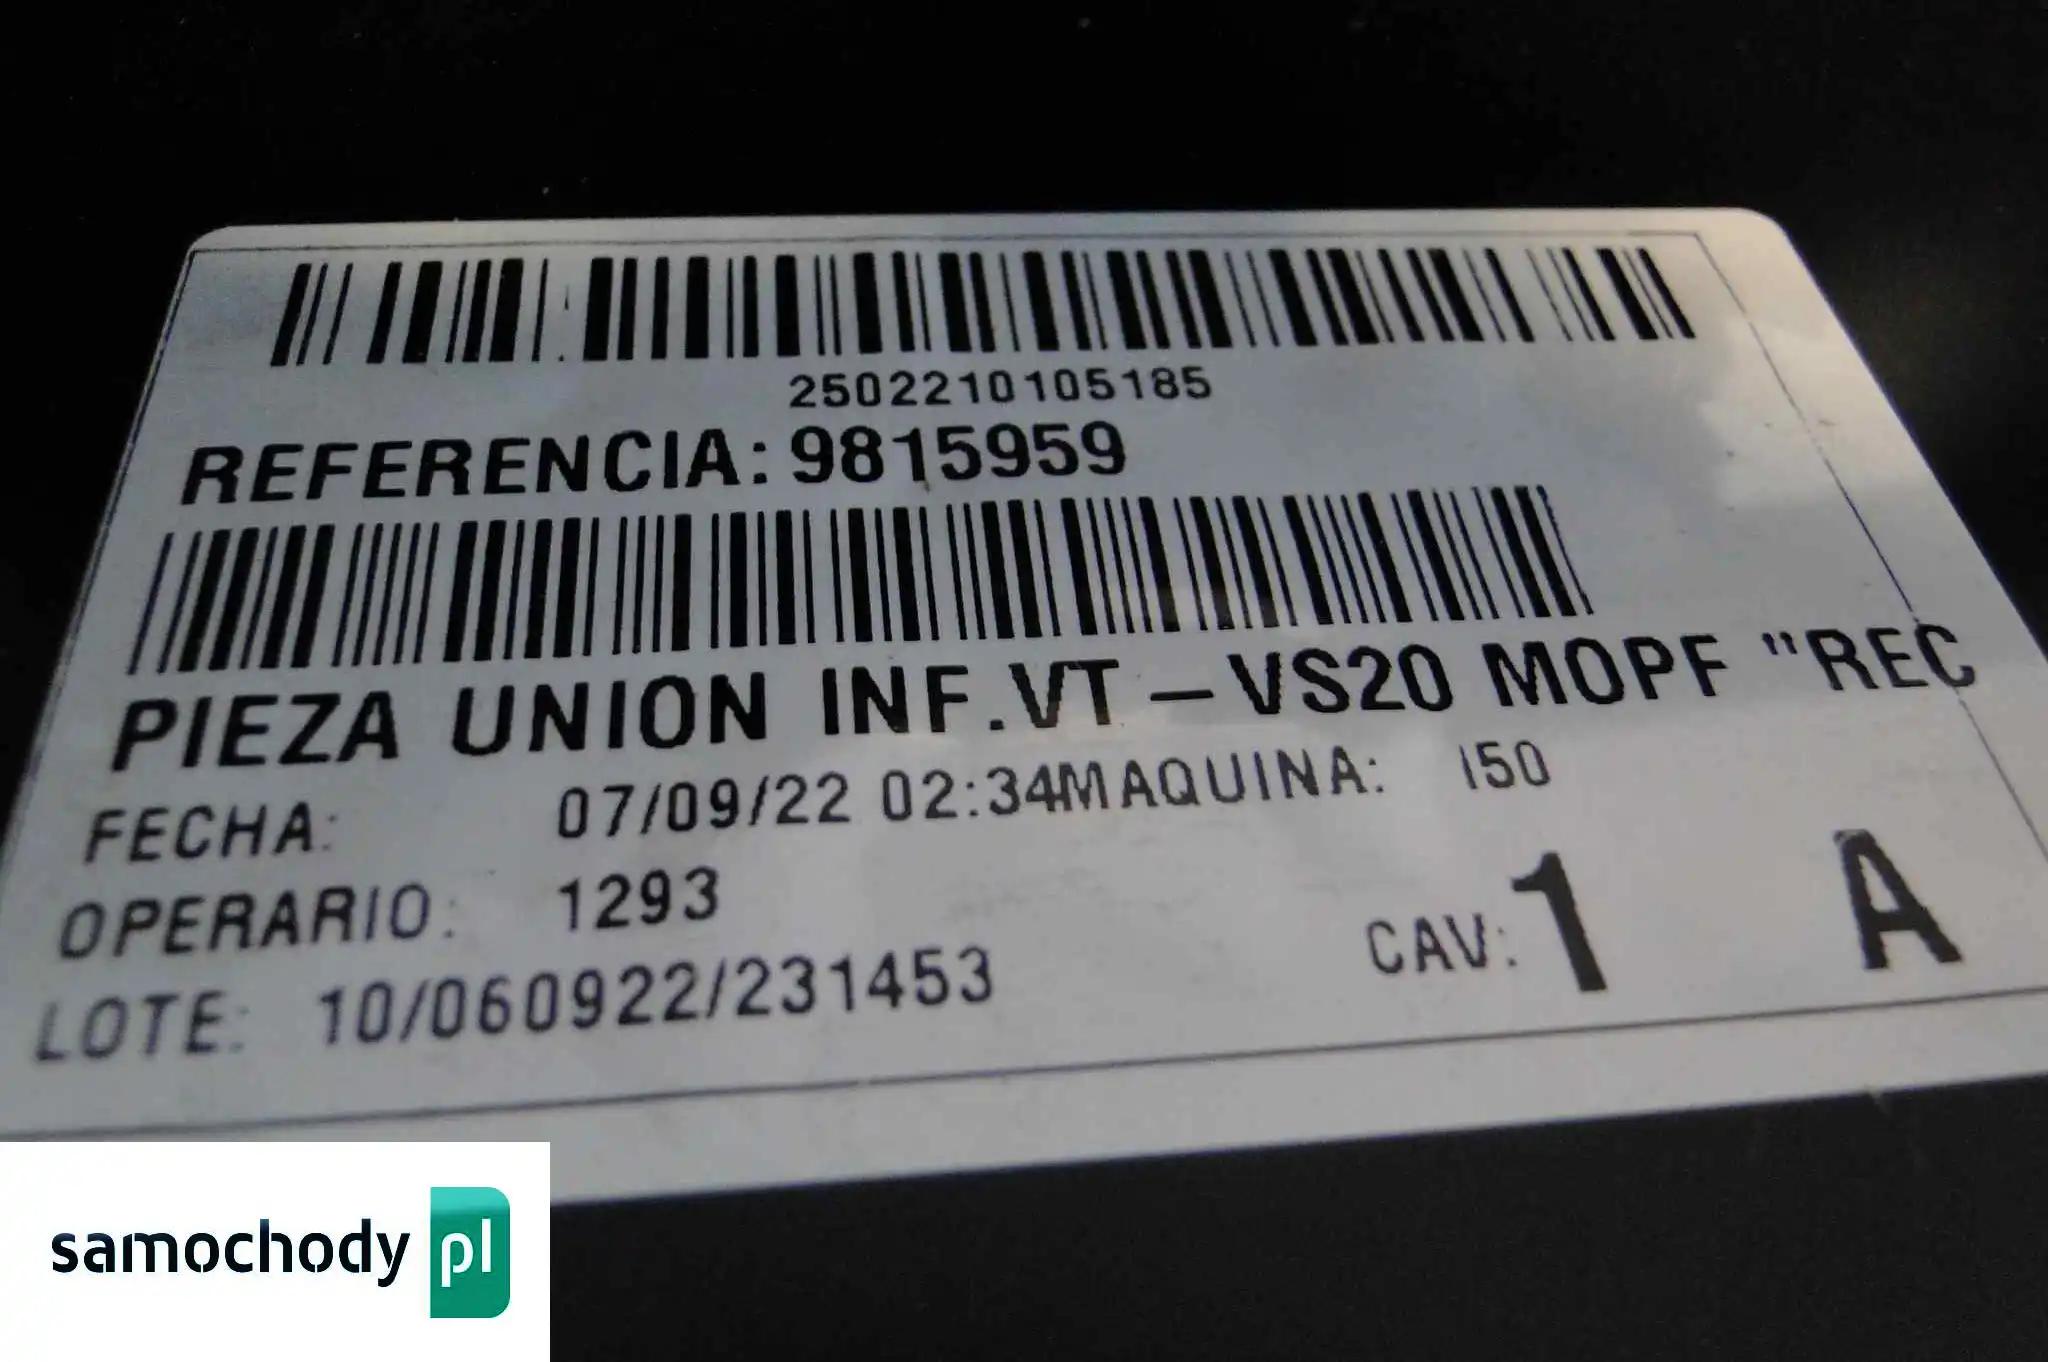 2502210105185
REFERENCIA: 9815959
PIEZA UNION INF.VT-VS20 MOPF "REC
FECHA: 07/09/22 02:34MAQUINA: I50
OPERARIO: 1293
CAV: 1 A
LOTE: 10/060922/231453
samochody pl